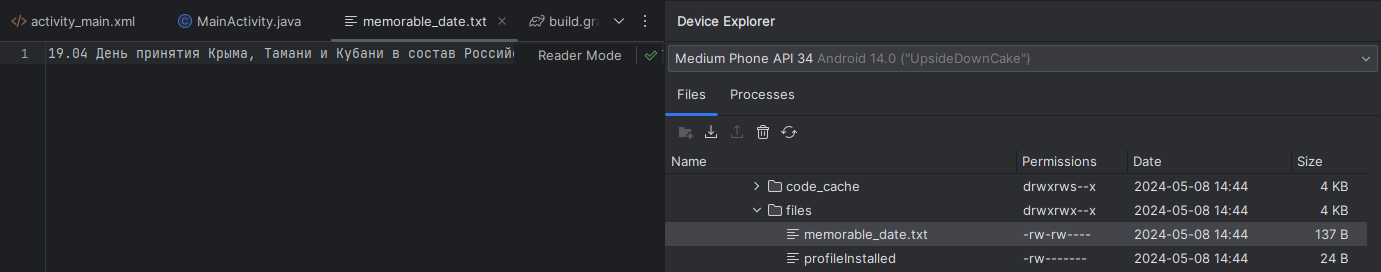 activity_main.xml MainActivity.java memorable_date.txt build.gra
1 19.04 День принятия Крыма, Тамани и Кубани в состав Reader Mode
Device Explorer
Medium Phone API 34 Android 14.0 ("UpsideDownCake")
Files Processes
Name Permissions Date Size
code_cache drwxrws--x 2024-05-08 14:44 4 KB
files drwxrwx--x 2024-05-08 14:44 4 KB
memorable_date.txt -rw-rw---- 2024-05-08 14:44 137 B
profileInstalled -rw------- 2024-05-08 14:44 24 B